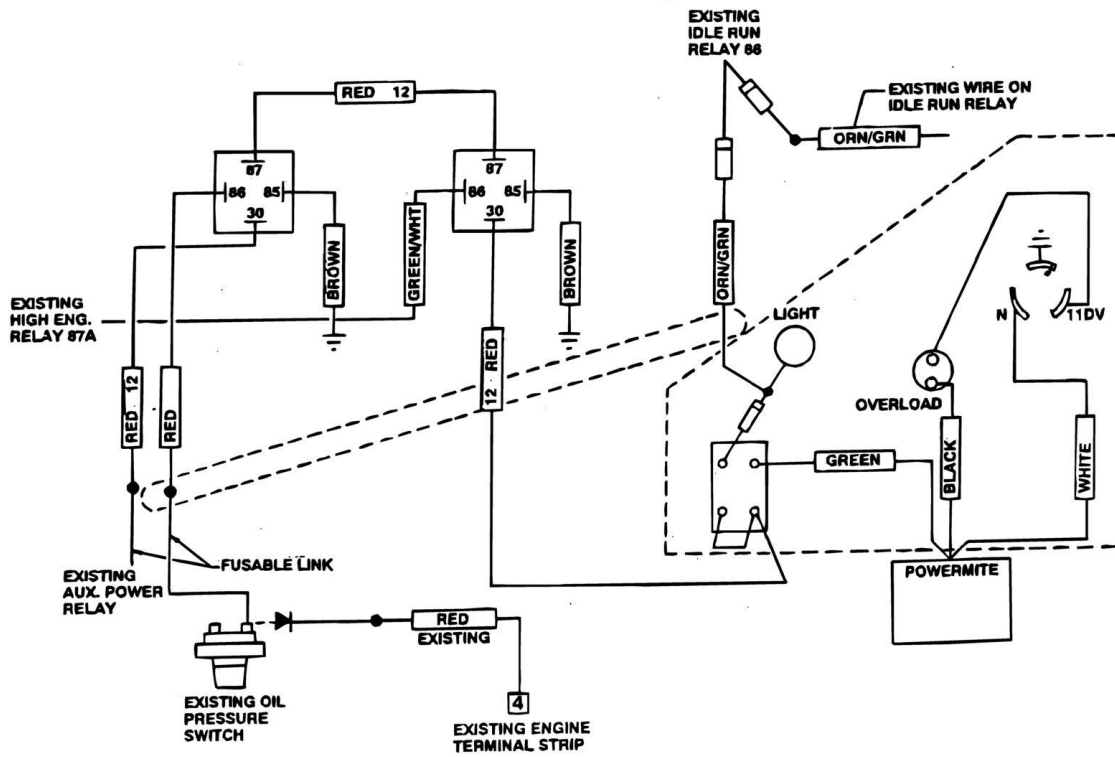 EXISTING
IDLE RUN
RELAY 86
EXISTING WIRE ON
IDLE RUN RELAY
ORN/GRN
RED 12
87
86 85
30
87
86 85
30
BROWN
GREEN/WHT
BROWN
ORN/GRN
EXISTING
HIGH ENG.
RELAY 87A
RED 12
RED
12 RED
LIGHT
N
11DV
OVERLOAD
GREEN
BLACK
WHITE
POWERMITE
FUSABLE LINK
EXISTING
AUX. POWER
RELAY
RED
EXISTING
EXISTING OIL
PRESSURE
SWITCH
4
EXISTING ENGINE
TERMINAL STRIP